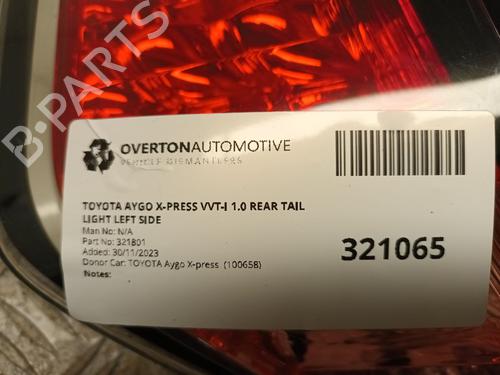 B-PARTS
OVERTONAUTOMOTIVE
VEHICLE DISMANTLERS
TOYOTA AYGO X-PRESS VVT-I 1.0 REAR TAIL
LIGHT LEFT SIDE
Man No: N/A
Part No: 321801
Added: 30/11/2023
Donor Car: TOYOTA Aygo X-press (100658)
Notes:
321065